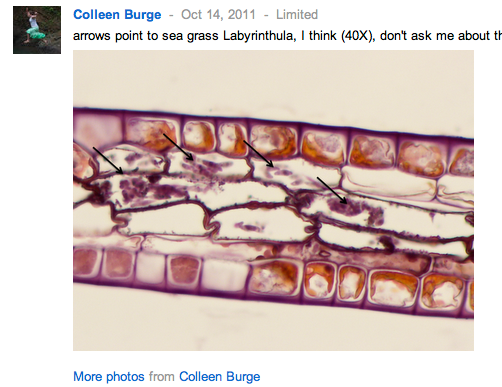 Colleen Burge - Oct 14, 2011 - Limited
arrows point to sea grass Labyrinthula, I think (40X), don't ask me about
More photos from Colleen Burge